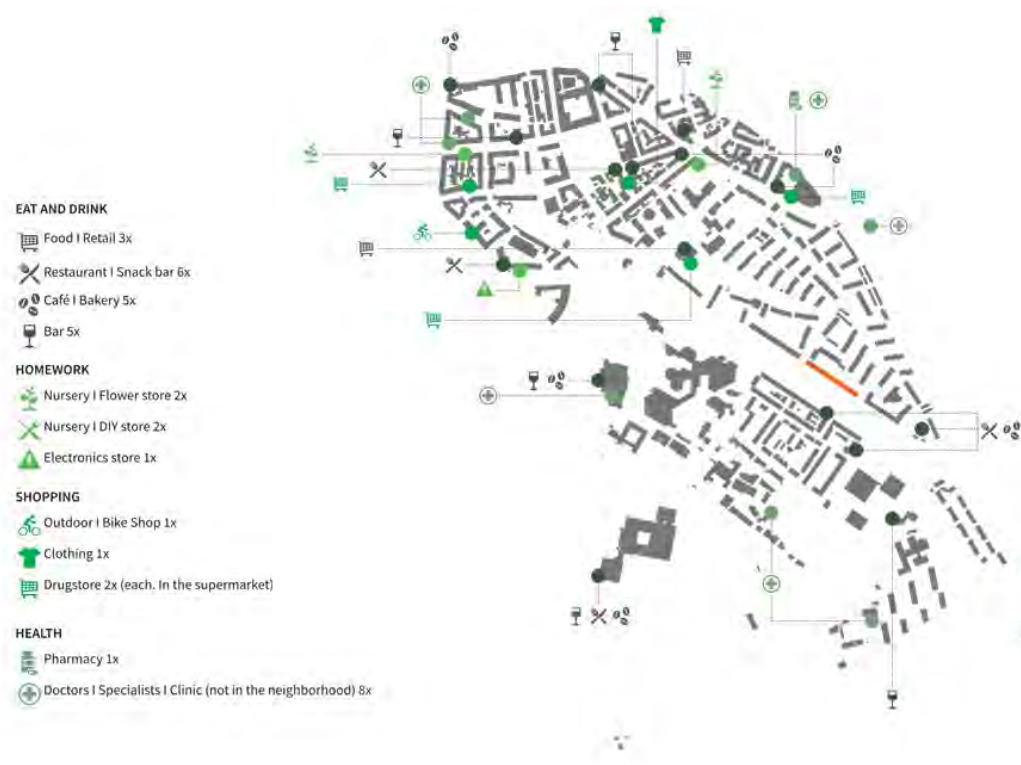 EAT AND DRINK
Food I Retail 3x
Restaurant I Snack bar 6x
Café I Bakery 5x
Bar 5x
HOMEWORK
Nursery I Flower store 2x
Nursery I DIY store 2x
Electronics store 1x
SHOPPING
Outdoor I Bike Shop 1x
Clothing 1x
Drugstore 2x (each. In the supermarket)
HEALTH
Pharmacy 1x
Doctors I Specialists I Clinic (not in the neighborhood) 8x